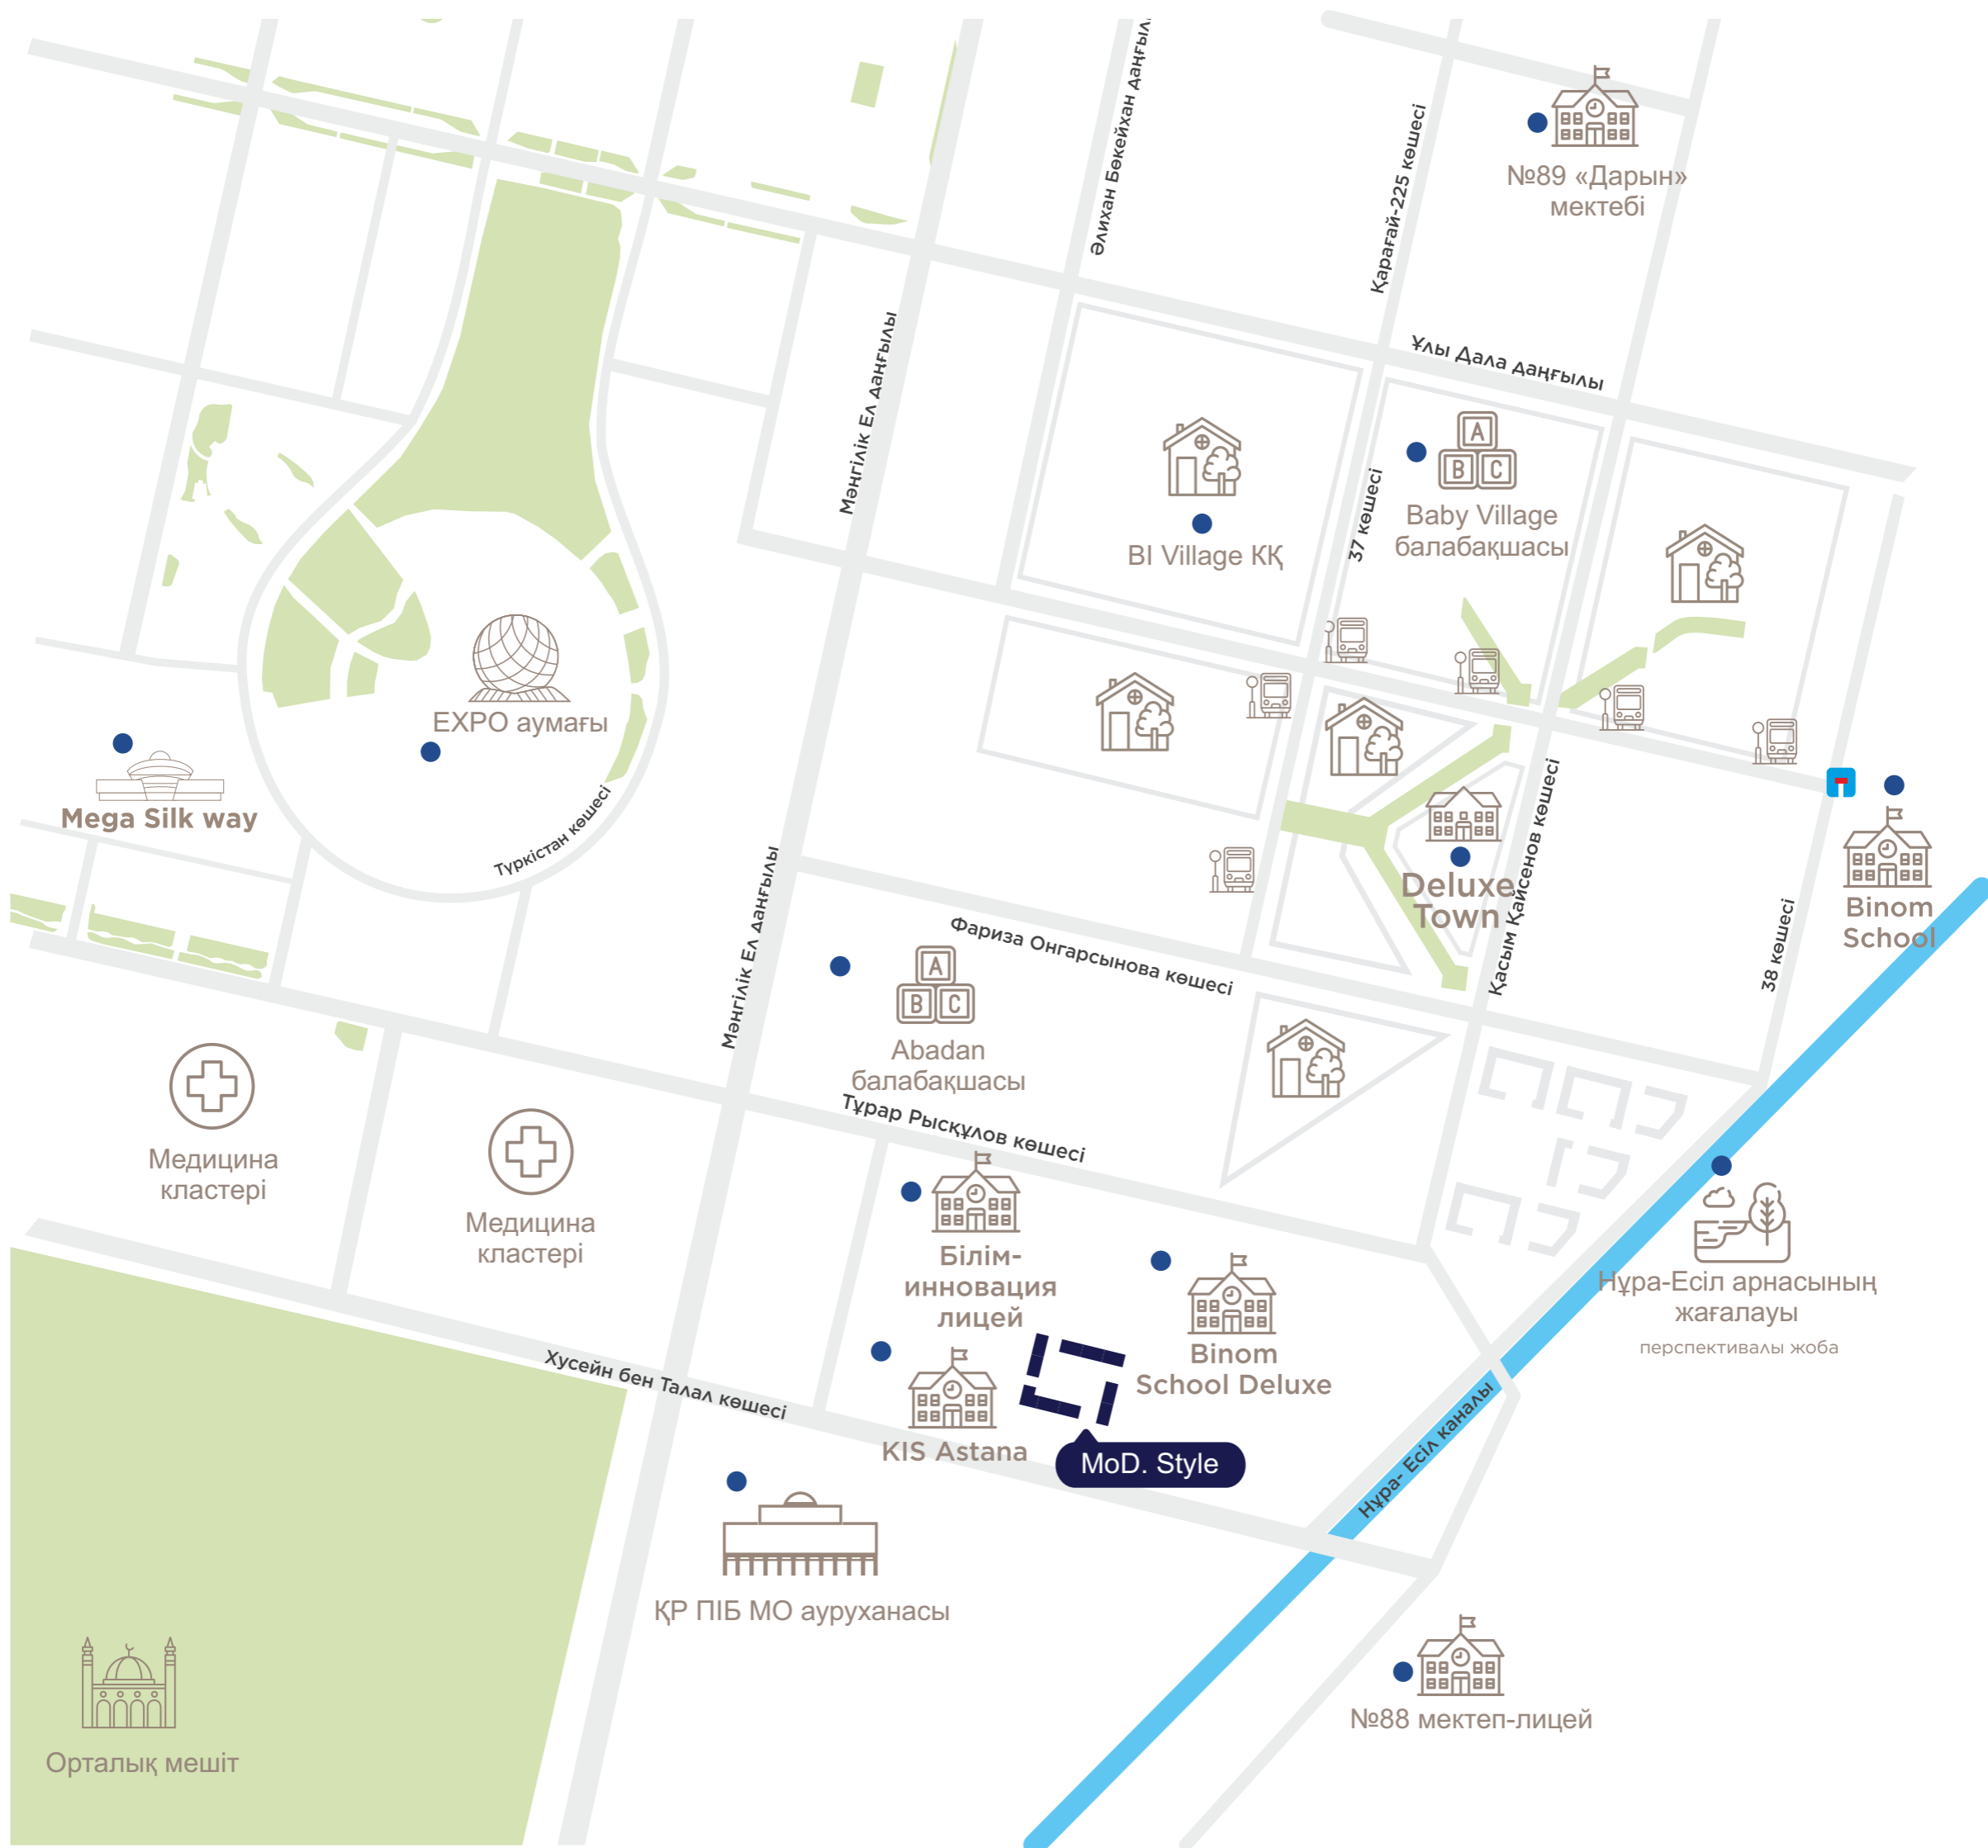 Әлихан Бөкейхан даңғыл
Қарағай-225 көшесі
№89 «Дарын»
мектебі
Мәңгілік Ел даңғылы
Ұлы Дала даңғылы
37 көшесі
A
B C
Baby Village
балабақшасы
BI Village КҚ
EXPO аумағы
Mega Silk way
Түркістан көшесі
Deluxe
Town
Қасым Қайсенов көшесі
Binom
School
38 көшесі
Мәңгілік Ел даңғылы
Фариза Онгарсынова көшесі
A
B C
Abadan
балабақшасы
Тұрар Рысқұлов көшесі
Медицина
кластері
Медицина
кластері
Білім-
инновация
лицей
Binom
School Deluxe
Нұра-Есіл арнасының
жағалауы
перспективалы жоба
Хусейн бен Талал көшесі
KIS Astana
MoD. Style
Нұра- Есіл каналы
ҚР ПІБ МО ауруханасы
№88 мектеп-лицей
Орталық мешіт